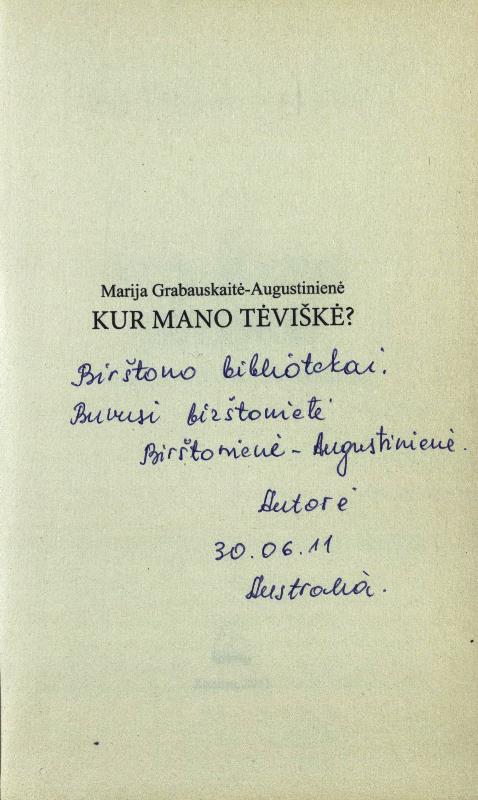 Marija Grabauskaitė-Augustinienė
KUR MANO TĖVIŠKĖ?
Birštono bibliotekai.
Buvusi birštonietė
Birštonienė - Augustinienė.
Autorė
30.06.11
Australia.